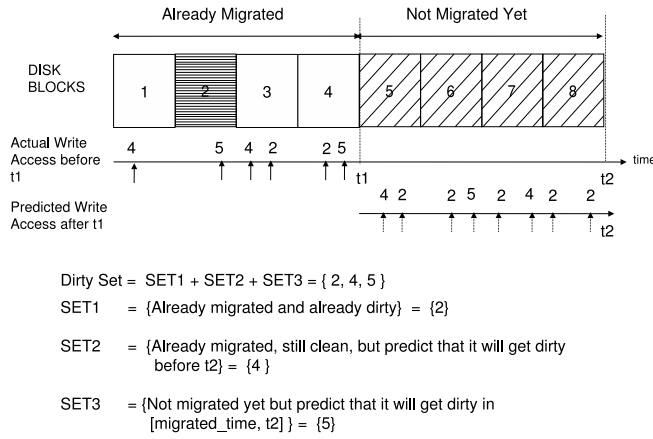 Already Migrated Not Migrated Yet
DISK
BLOCKS
1 2 3 4 5 6 7 8
Actual Write
Access before
t1
4 5 4 2 2 5
t1 t2 time
Predicted Write
Access after t1
4 2 2 5 2 4 2 2
t2
Dirty Set = SET1 + SET2 + SET3 = { 2, 4, 5 }
SET1 = {Already migrated and already dirty} = {2}
SET2 = {Already migrated, still clean, but predict that it will get dirty
before t2} = {4 }
SET3 = {Not migrated yet but predict that it will get dirty in
[migrated_time, t2] } = {5}